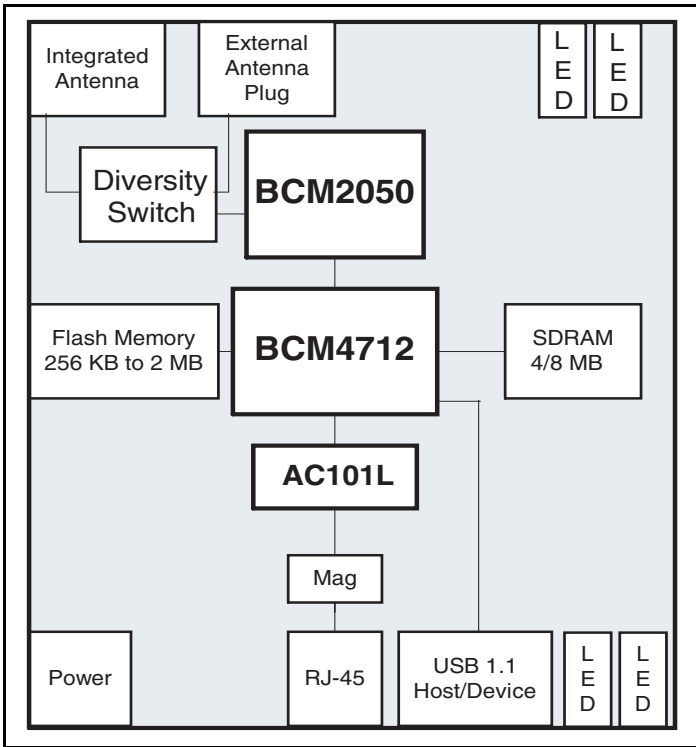 Integrated
Antenna
External
Antenna
Plug
L
E
D
L
E
D
Diversity
Switch
BCM2050
Flash Memory
256 KB to 2 MB
BCM4712
SDRAM
4/8 MB
AC101L
Mag
Power
RJ-45
USB 1.1
Host/Device
L
E
D
L
E
D